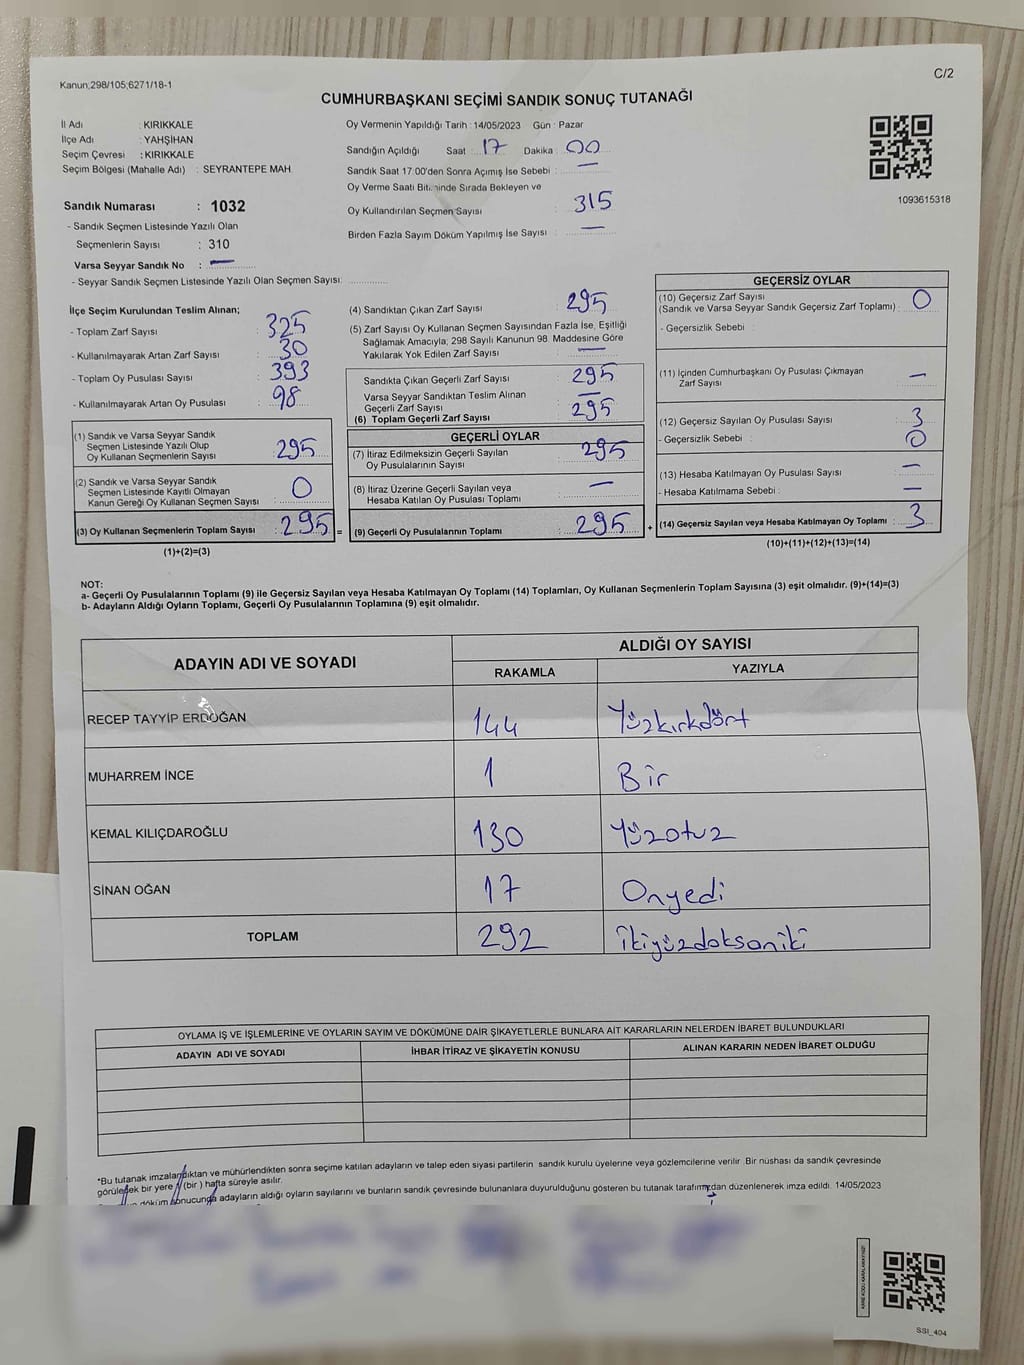 Kanun;298/105;6271/18-1
C/2
CUMHURBAŞKANI SEÇİMİ SANDIK SONUÇ TUTANAĞI
İl Adı : KIRIKKALE
İlçe Adı : YAHŞİHAN
Seçim Çevresi : KIRIKKALE
Seçim Bölgesi (Mahalle Adı) : SEYRANTEPE MAH
Sandık Numarası : 1032
- Sandık Seçmen Listesinde Yazılı Olan
Seçmenlerin Sayısı : 310
Varsa Seyyar Sandık No : —
- Seyyar Sandık Seçmen Listesinde Yazılı Olan Seçmen Sayısı:
Oy Vermenin Yapıldığı Tarih : 14/05/2023 Gün : Pazar
Sandığın Açıldığı Saat : 17 Dakika : 00
Sandık Saat 17:00'den Sonra Açımış İse Sebebi : —
Oy Verme Saati Bitiminde Sırada Bekleyen ve
Oy Kullandırılan Seçmen Sayısı : 315
Birden Fazla Sayım Döküm Yapılmış İse Sayısı : —
1093615318
İlçe Seçim Kurulundan Teslim Alınan;
- Toplam Zarf Sayısı : 325
- Kullanılmayarak Artan Zarf Sayısı : 30
- Toplam Oy Pusulası Sayısı : 393
- Kullanılmayarak Artan Oy Pusulası : 98
(1) Sandık ve Varsa Seyyar Sandık
Seçmen Listesinde Yazılı Olup
Oy Kullanan Seçmenlerin Sayısı : 295
(2) Sandık ve Varsa Seyyar Sandık
Seçmen Listesinde Kayıtlı Olmayan
Kanun Gereği Oy Kullanan Seçmen Sayısı : 0
(3) Oy Kullanan Seçmenlerin Toplam Sayısı : 295 =
(1)+(2)=(3)
(4) Sandıktan Çıkan Zarf Sayısı : 295
(5) Zarf Sayısı Oy Kullanan Seçmen Sayısından Fazla İse, Eşitliği
Sağlamak Amacıyla; 298 Sayılı Kanunun 98. Maddesine Göre
Yakılarak Yok Edilen Zarf Sayısı : —
Sandıkta Çıkan Geçerli Zarf Sayısı : 295
Varsa Seyyar Sandıktan Teslim Alınan
Geçerli Zarf Sayısı : —
(6) Toplam Geçerli Zarf Sayısı : 295
GEÇERLİ OYLAR
(7) İtiraz Edilmeksizin Geçerli Sayılan
Oy Pusulalarının Sayısı : 295
(8) İtiraz Üzerine Geçerli Sayılan veya
Hesaba Katılan Oy Pusulası Toplamı : —
(9) Geçerli Oy Pusulalarının Toplamı : 295 +
GEÇERSİZ OYLAR
(10) Geçersiz Zarf Sayısı
(Sandık ve Varsa Seyyar Sandık Geçersiz Zarf Toplamı) : 0
- Geçersizlik Sebebi :
(11) İçinden Cumhurbaşkanı Oy Pusulası Çıkmayan
Zarf Sayısı : —
(12) Geçersiz Sayılan Oy Pusulası Sayısı : 3
- Geçersizlik Sebebi : 0
(13) Hesaba Katılmayan Oy Pusulası Sayısı : —
- Hesaba Katılmama Sebebi : —
(14) Geçersiz Sayılan veya Hesaba Katılmayan Oy Toplamı : 3
(10)+(11)+(12)+(13)=(14)
NOT:
a- Geçerli Oy Pusulalarının Toplamı (9) ile Geçersiz Sayılan veya Hesaba Katılmayan Oy Toplamı (14) Toplamları, Oy Kullanan Seçmenlerin Toplam Sayısına (3) eşit olmalıdır. (9)+(14)=(3)
b- Adayların Aldığı Oyların Toplamı, Geçerli Oy Pusulalarının Toplamına (9) eşit olmalıdır.
ADAYIN ADI VE SOYADI
ALDIĞI OY SAYISI
RAKAMLA YAZIYLA
RECEP TAYYİP ERDOĞAN 144 Yüzkırkdört
MUHARREM İNCE 1 Bir
KEMAL KILIÇDAROĞLU 130 Yüzotuz
SİNAN OĞAN 17 Onyedi
TOPLAM 292 İkiyüzdoksaniki
OYLAMA İŞ VE İŞLEMLERİNE VE OYLARIN SAYIM VE DÖKÜMÜNE DAİR ŞİKAYETLERLE BUNLARA AİT KARARLARIN NELERDEN İBARET BULUNDUKLARI
ADAYIN ADI VE SOYADI İHBAR İTİRAZ VE ŞİKAYETİN KONUSU ALINAN KARARIN NEDEN İBARET OLDUĞU
*Bu tutanak imzalandıktan ve mühürlendikten sonra seçime katılan adayların ve talep eden siyasi partilerin sandık kurulu üyelerine veya gözlemcilerine verilir. Bir nüshası da sandık çevresinde
görülecek bir yere 1 (bir ) hafta süreyle asılır.
döküm sonucunda adayların aldığı oyların sayılarını ve bunların sandık çevresinde bulunanlara duyurulduğunu gösteren bu tutanak tarafımızdan düzenlenerek imza edildi. 14/05/2023
SSI_404